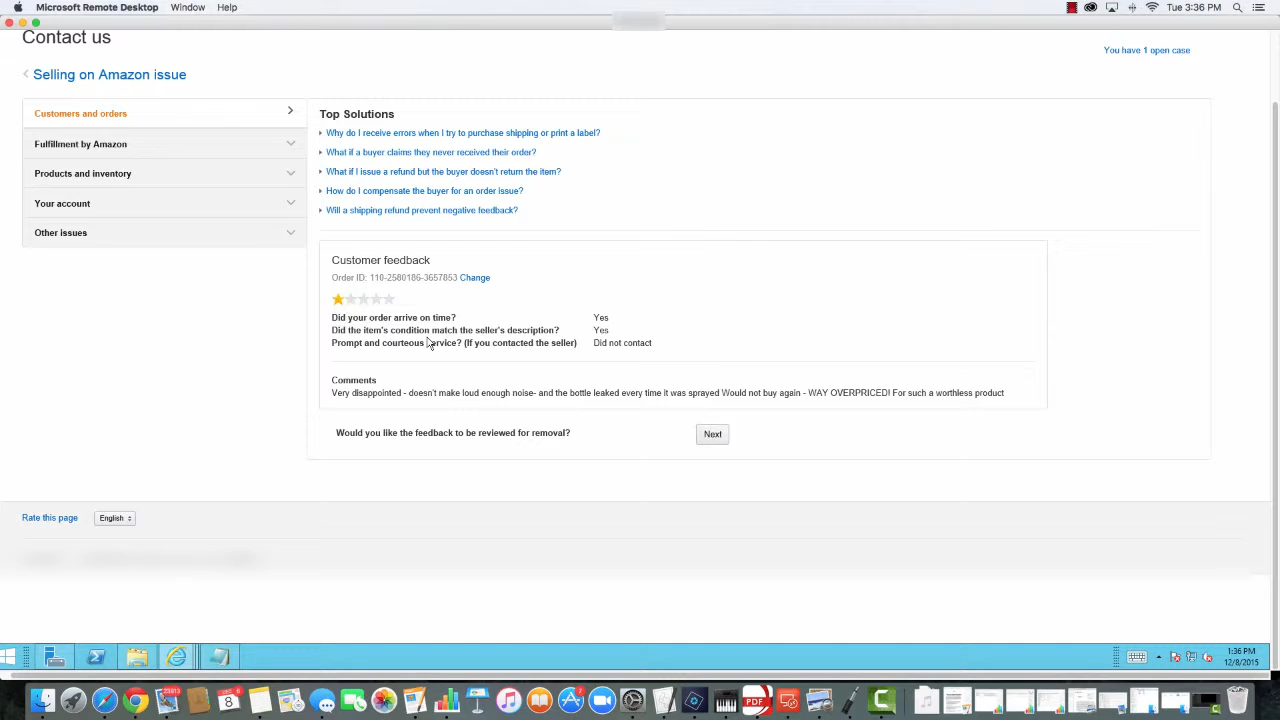 Microsoft Remote Desktop Window Help
Tue 3:36 PM
Contact us
You have 1 open case
Selling on Amazon issue
Customers and orders
Fulfillment by Amazon
Products and inventory
Your account
Other issues
Top Solutions
Why do I receive errors when I try to purchase shipping or print a label?
What if a buyer claims they never received their order?
What if I issue a refund but the buyer doesn't return the item?
How do I compensate the buyer for an order issue?
Will a shipping refund prevent negative feedback?
Customer feedback
Order ID: 110-2580186-3657853 Change
Did your order arrive on time? Yes
Did the item's condition match the seller's description? Yes
Prompt and courteous service? (If you contacted the seller) Did not contact
Comments
Very disappointed - doesn't make loud enough noise- and the bottle leaked every time it was sprayed Would not buy again - WAY OVERPRICED! For such a worthless product
Would you like the feedback to be reviewed for removal? Next
Rate this page English
1:36 PM
12/8/2015
PDF